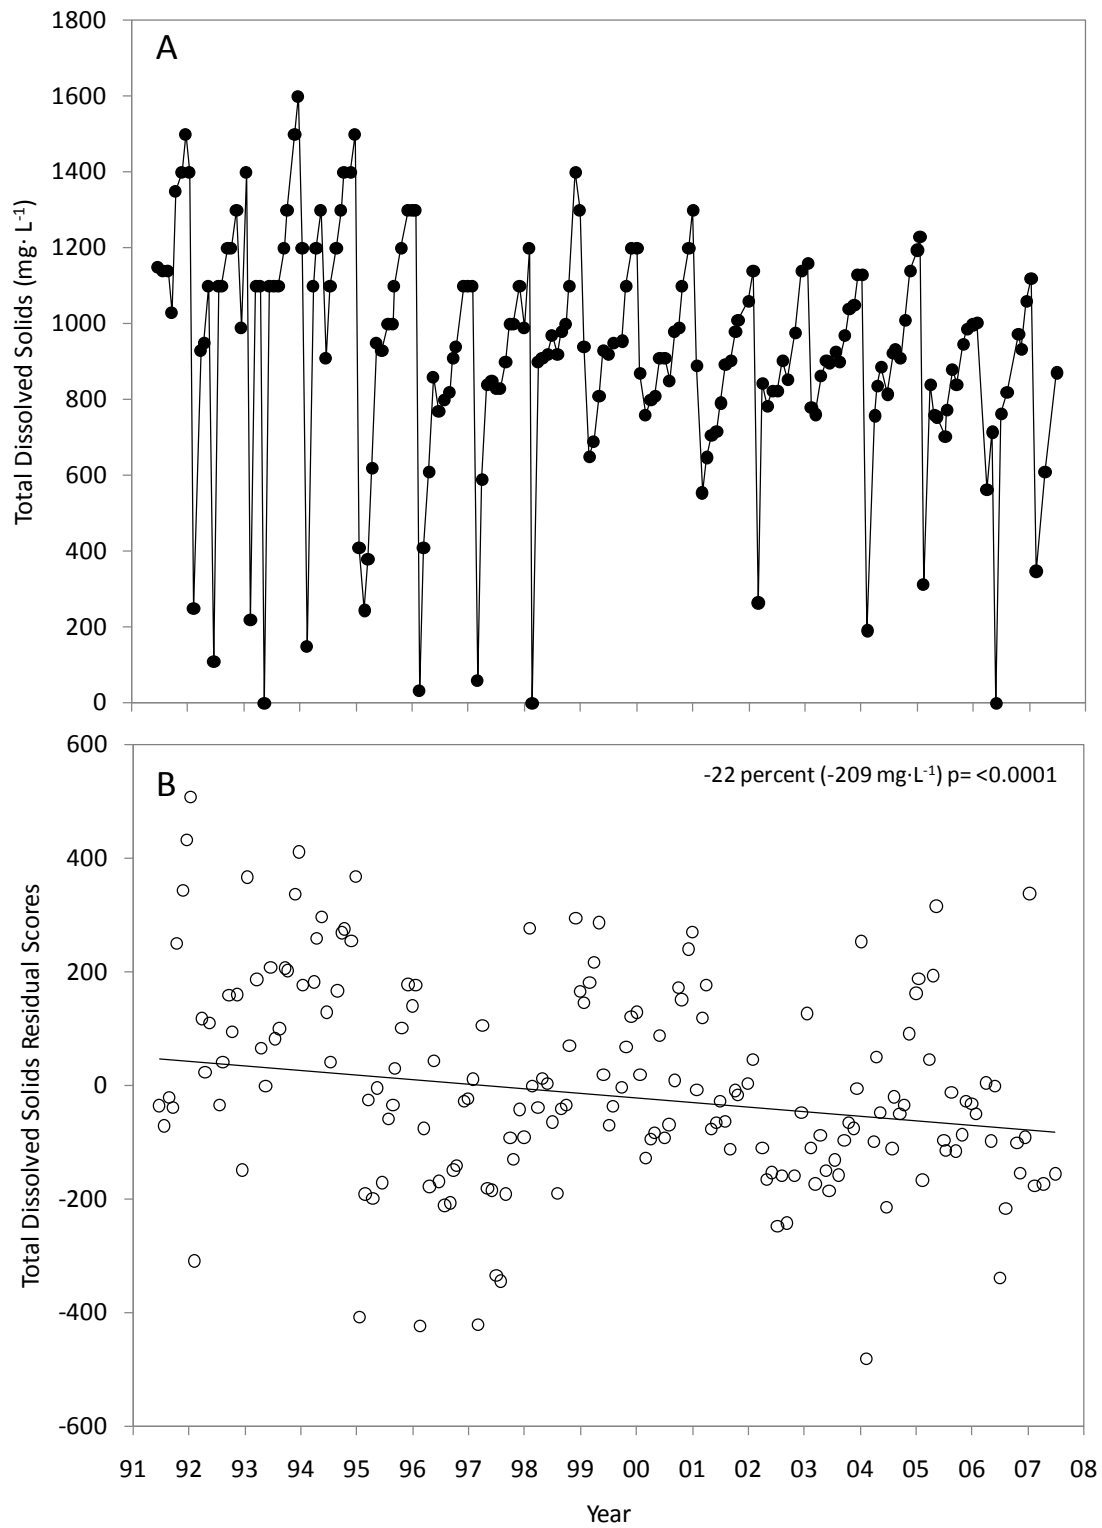 1800
1600
1400
1200
1000
800
600
400
200
0
Total Dissolved Solids (mg· L-1)
A
600
400
200
0
-200
-400
-600
Total Dissolved Solids Residual Scores
B
-22 percent (-209 mg·L-1) p= <0.0001
91 92 93 94 95 96 97 98 99 00 01 02 03 04 05 06 07 08
Year